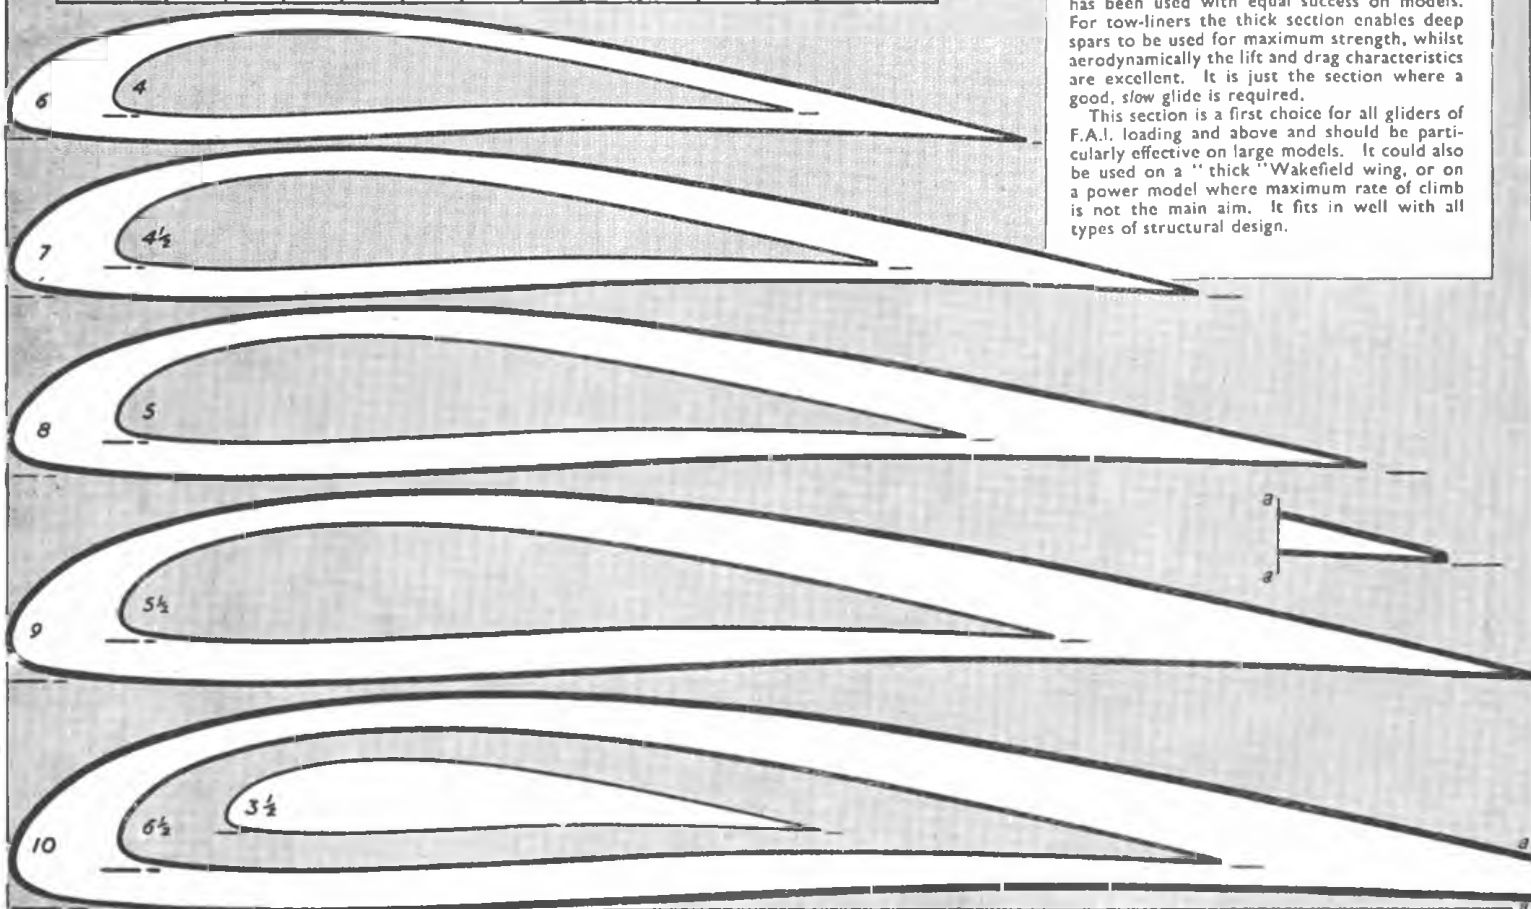 has been used with equal success on models.
For tow-liners the thick section enables deep
spars to be used for maximum strength, whilst
aerodynamically the lift and drag characteristics
are excellent. It is just the section where a
good, slow glide is required.
This section is a first choice for all gliders of
F.A.I. loading and above and should be parti-
cularly effective on large models. It could also
be used on a " thick " Wakefield wing, or on
a power model where maximum rate of climb
is not the main aim. It fits in well with all
types of structural design.
6
4
7
4½
8
5
a
a
9
5½
10
6½
3½
a
a